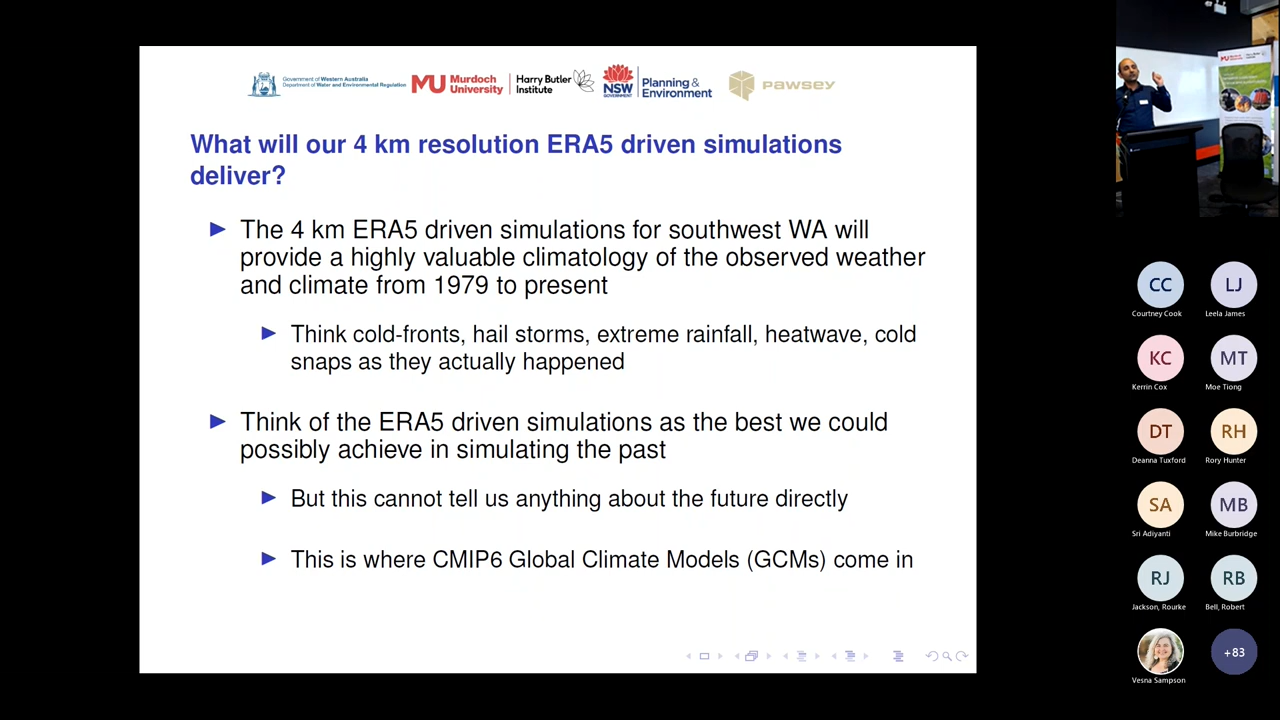 Government of Western Australia
Department of Water and Environmental Regulation
MU Murdoch University
Harry Butler Institute
NSW GOVERNMENT
Planning & Environment
PAWSEY
What will our 4 km resolution ERA5 driven simulations
deliver?
The 4 km ERA5 driven simulations for southwest WA will
provide a highly valuable climatology of the observed weather
and climate from 1979 to present
Think cold-fronts, hail storms, extreme rainfall, heatwave, cold
snaps as they actually happened
Think of the ERA5 driven simulations as the best we could
possibly achieve in simulating the past
But this cannot tell us anything about the future directly
This is where CMIP6 Global Climate Models (GCMs) come in
CC
Courtney Cook
LJ
Leela James
KC
Kerrin Cox
MT
Moe Tiong
DT
Deanna Tuxford
RH
Rory Hunter
SA
Sri Adiyanti
MB
Mike Burbridge
RJ
Jackson, Rourke
RB
Bell, Robert
Vesna Sampson
+83